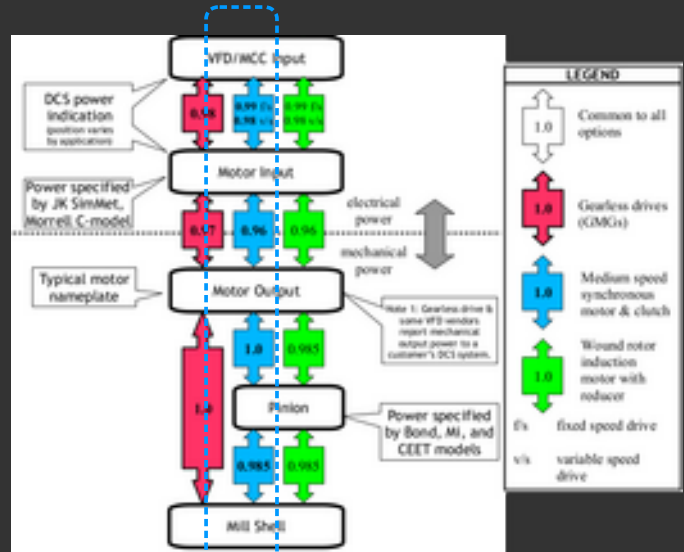 VFD/MCC Input
DCS power
indication
(position varies
by application)
0.98
0.99 f/s
0.98 v/s
0.99 f/s
0.98 v/s
Motor Input
Power specified
by JK SimMet,
Morrell C-model
0.97
0.96
0.96
electrical
power
mechanical
power
Typical motor
nameplate
Motor Output
Note 1: Gearless drive &
some VFD vendors
report mechanical
output power to a
customer's DCS system.
1.0
1.0
0.985
Pinion
Power specified
by Bond, Mi, and
CEET models
0.985
0.985
Mill Shell
LEGEND
1.0
Common to all
options
1.0
Gearless drives
(GMGs)
1.0
Medium speed
synchronous
motor & clutch
1.0
Wound rotor
induction
motor with
reducer
f/s fixed speed drive
v/s variable speed
drive